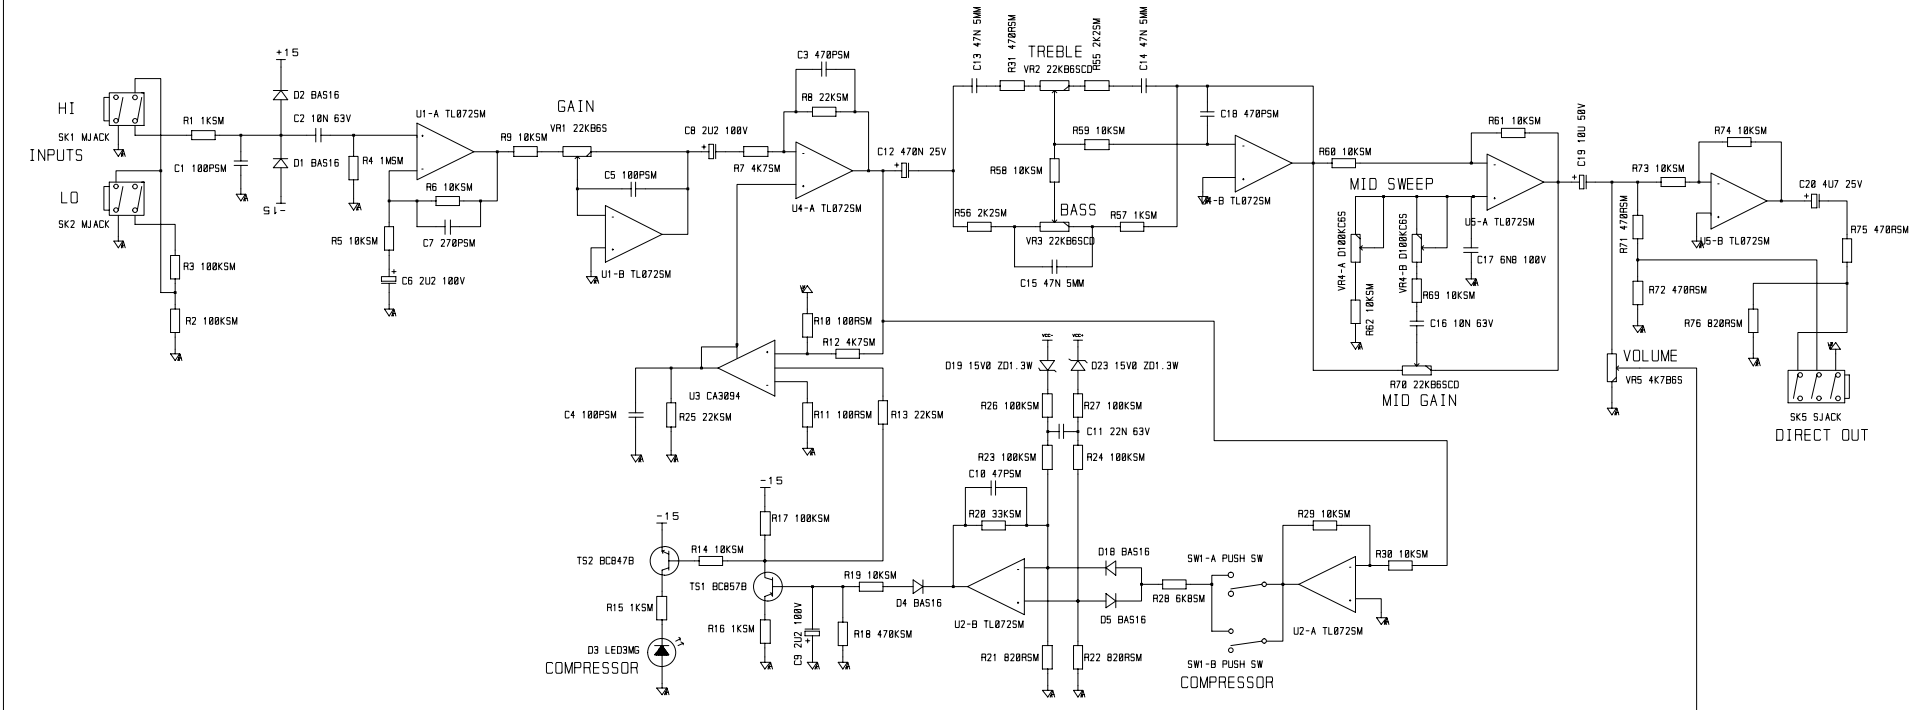 HI
SK1 MJACK
INPUTS
LO
SK2 MJACK
R1 1KSM
C1 100PSM
R3 100KSM
R2 100KSM
+15
D2 BAS16
C2 10N 63V
D1 BAS16
-15
R4 1MSM
U1-A TL072SM
R6 10KSM
C7 270PSM
R5 10KSM
+
C6 2U2 100V
R9 10KSM
GAIN
VR1 22KB6S
C5 100PSM
U1-B TL072SM
C8 2U2 100V
+
R7 4K7SM
C3 470PSM
R8 22KSM
U4-A TL072SM
C12 470N 25V
+
C13 47N 5MM
R31 470RSM
TREBLE
VR2 22KB6SCD
R55 2K2SM
C14 47N 5MM
R59 10KSM
R58 10KSM
C18 470PSM
R56 2K2SM
BASS
VR3 22KB6SCD
R57 1KSM
C15 47N 5MM
U4-B TL072SM
R60 10KSM
R61 10KSM
MID SWEEP
VR4-A D100KC6S
VR4-B D100KC6S
U5-A TL072SM
C17 6N8 100V
R62 10KSM
R69 10KSM
C16 10N 63V
R70 22KB6SCD
MID GAIN
C19 10U 50V
+
R73 10KSM
R74 10KSM
R71 470RSM
R72 470RSM
U5-B TL072SM
C20 4U7 25V
+
R75 470RSM
R76 820RSM
VOLUME
VR5 4K7B6S
SK5 SJACK
DIRECT OUT
R10 100RSM
R12 4K7SM
U3 CA3094
C4 100PSM
R25 22KSM
R11 100RSM
R13 22KSM
D19 15V0 ZD1.3W
D23 15V0 ZD1.3W
R26 100KSM
R27 100KSM
C11 22N 63V
R23 100KSM
R24 100KSM
C10 47PSM
R20 33KSM
-15
R17 100KSM
-15
TS2 BC847B
R14 10KSM
TS1 BC857B
R19 10KSM
D4 BAS16
U2-B TL072SM
D18 BAS16
D5 BAS16
R28 6K8SM
SW1-A PUSH SW
SW1-B PUSH SW
COMPRESSOR
R29 10KSM
R30 10KSM
U2-A TL072SM
R15 1KSM
R16 1KSM
C9 2U2 100V
+
R18 470KSM
R21 820RSM
R22 820RSM
D3 LED3MG
COMPRESSOR